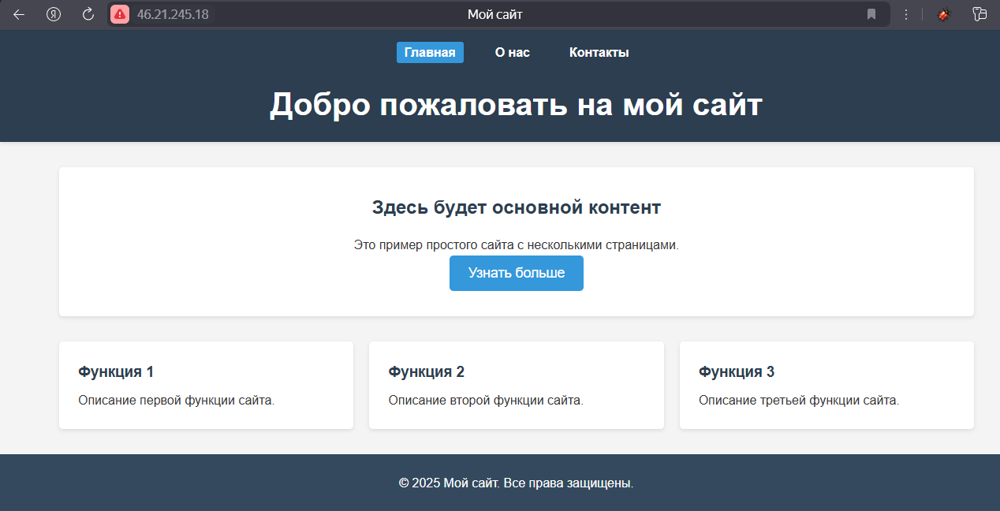 46.21.245.18 Мой сайт
Главная О нас Контакты
Добро пожаловать на мой сайт
Здесь будет основной контент
Это пример простого сайта с несколькими страницами.
Узнать больше
Функция 1
Описание первой функции сайта.
Функция 2
Описание второй функции сайта.
Функция 3
Описание третьей функции сайта.
© 2025 Мой сайт. Все права защищены.